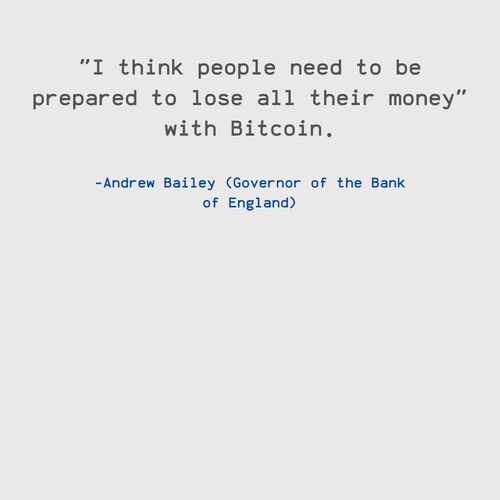 "I think people need to be
prepared to lose all their money"
with Bitcoin.
-Andrew Bailey (Governor of the Bank
of England)